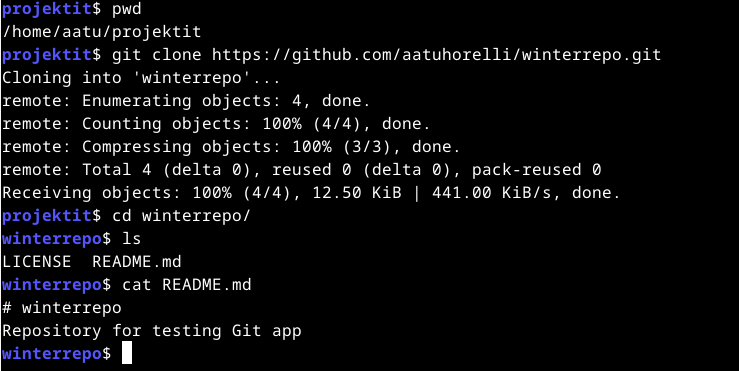 projektit$ pwd
/home/aatu/projektit
projektit$ git clone https://github.com/aatuhorelli/winterrepo.git
Cloning into 'winterrepo'...
remote: Enumerating objects: 4, done.
remote: Counting objects: 100% (4/4), done.
remote: Compressing objects: 100% (3/3), done.
remote: Total 4 (delta 0), reused 0 (delta 0), pack-reused 0
Receiving objects: 100% (4/4), 12.50 KiB | 441.00 KiB/s, done.
projektit$ cd winterrepo/
winterrepo$ ls
LICENSE  README.md
winterrepo$ cat README.md
# winterrepo
Repository for testing Git app
winterrepo$